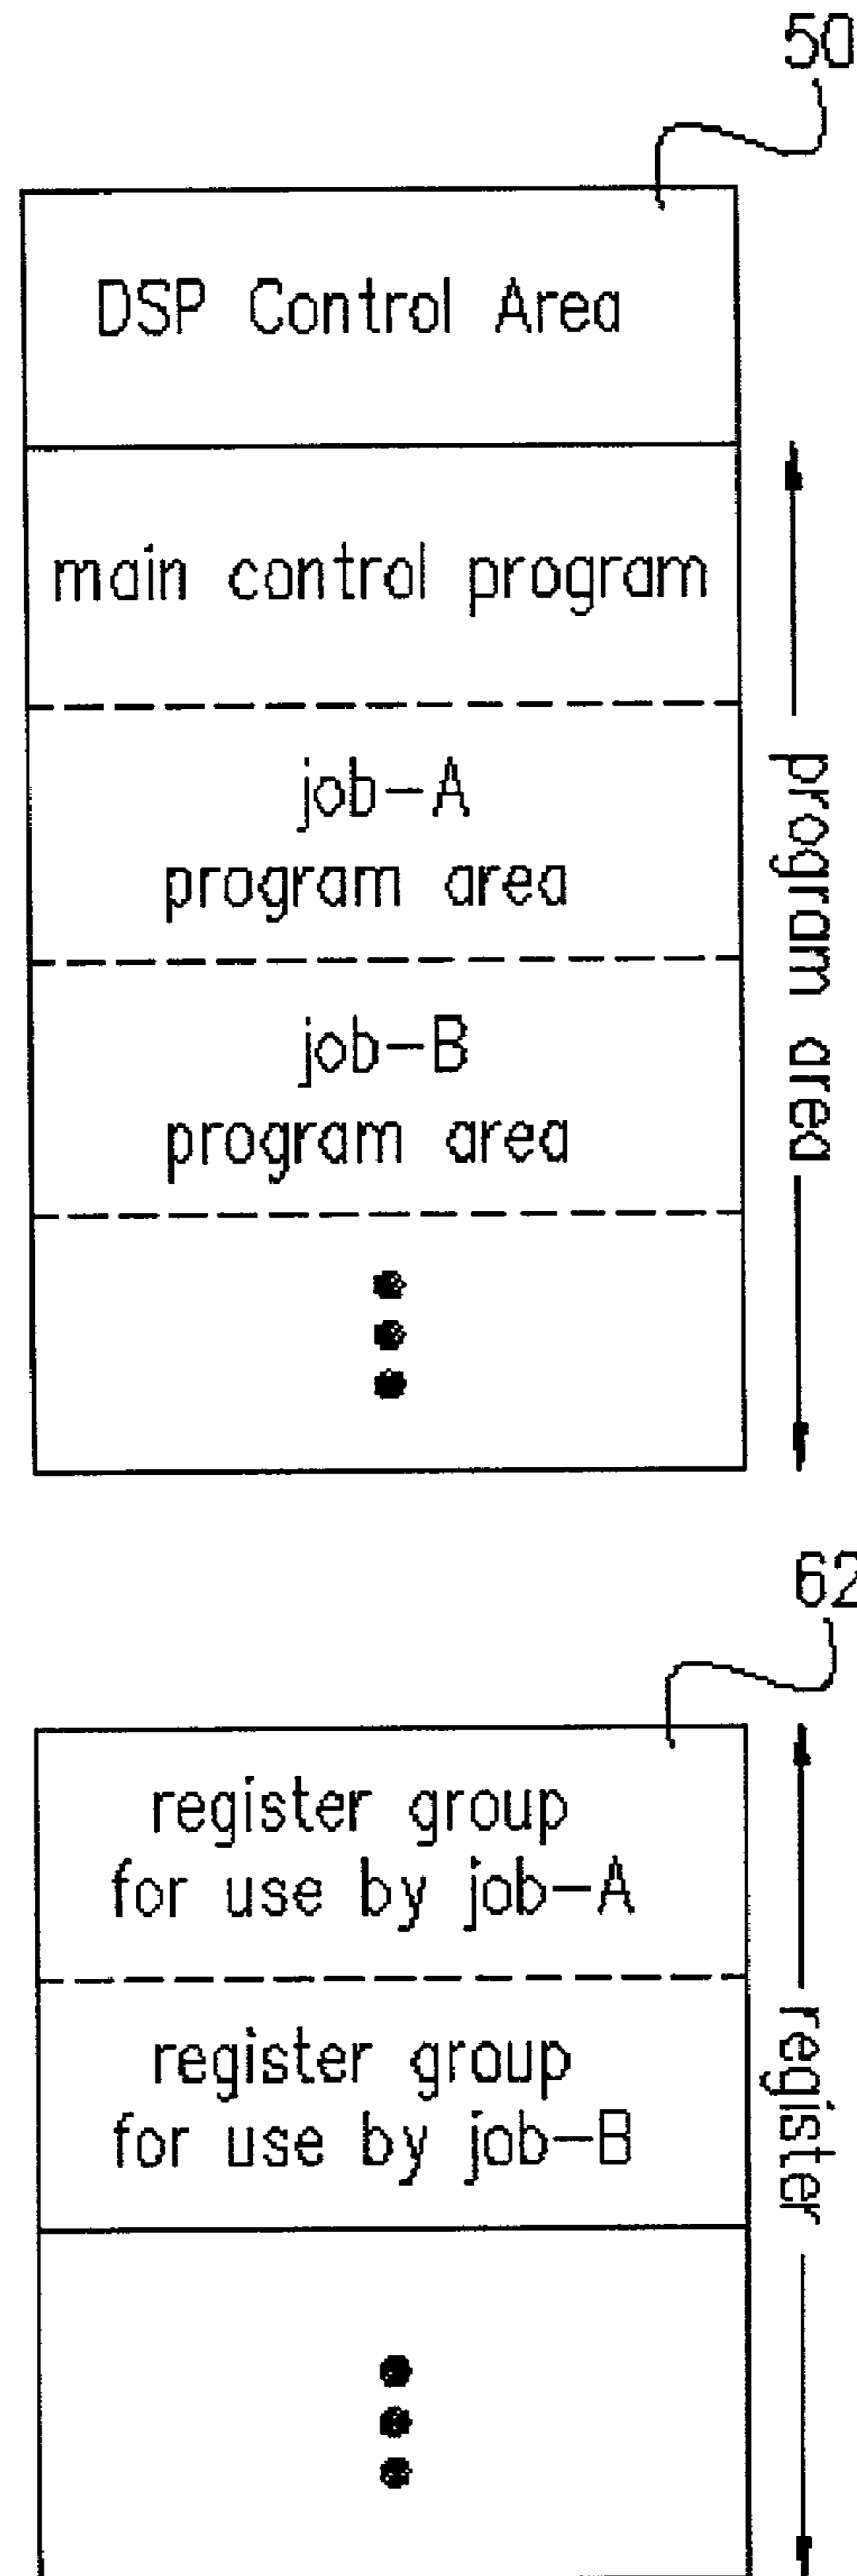 50
DSP Control Area
main control program
job-A
program area
job-B
program area
program area
62
register group
for use by job-A
register group
for use by job-B
register